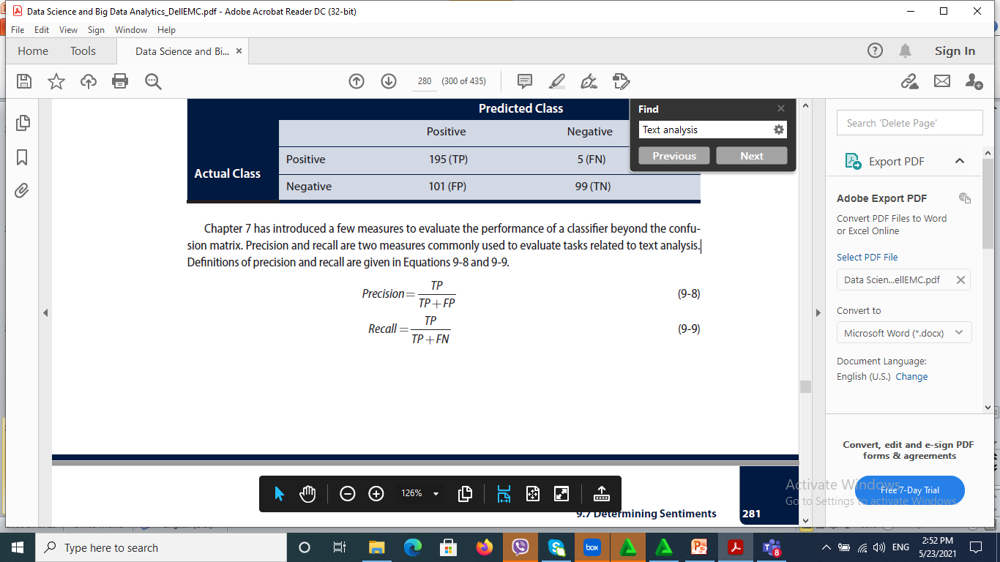 Data Science and Big Data Analytics_DellEMC.pdf - Adobe Acrobat Reader DC (32-bit)
File Edit View Sign Window Help
Home Tools Data Science and Bi... × Sign In
280 (300 of 435)
Predicted Class
Positive Negative
Actual Class
Positive 195 (TP) 5 (FN)
Negative 101 (FP) 99 (TN)
Find
Text analysis
Previous Next
Chapter 7 has introduced a few measures to evaluate the performance of a classifier beyond the confu-
sion matrix. Precision and recall are two measures commonly used to evaluate tasks related to text analysis.
Definitions of precision and recall are given in Equations 9-8 and 9-9.
Precision = TP / TP + FP (9-8)
Recall = TP / TP + FN (9-9)
126%
9.7 Determining Sentiments 281
Search 'Delete Page'
Export PDF
Adobe Export PDF
Convert PDF Files to Word
or Excel Online
Select PDF File
Data Scien...ellEMC.pdf
Convert to
Microsoft Word (*.docx)
Document Language:
English (U.S.) Change
Convert, edit and e-sign PDF
forms & agreements
Free 7-Day Trial
Activate Windows
Go to Settings to activate Windows.
Type here to search
box
8
ENG
2:52 PM
5/23/2021